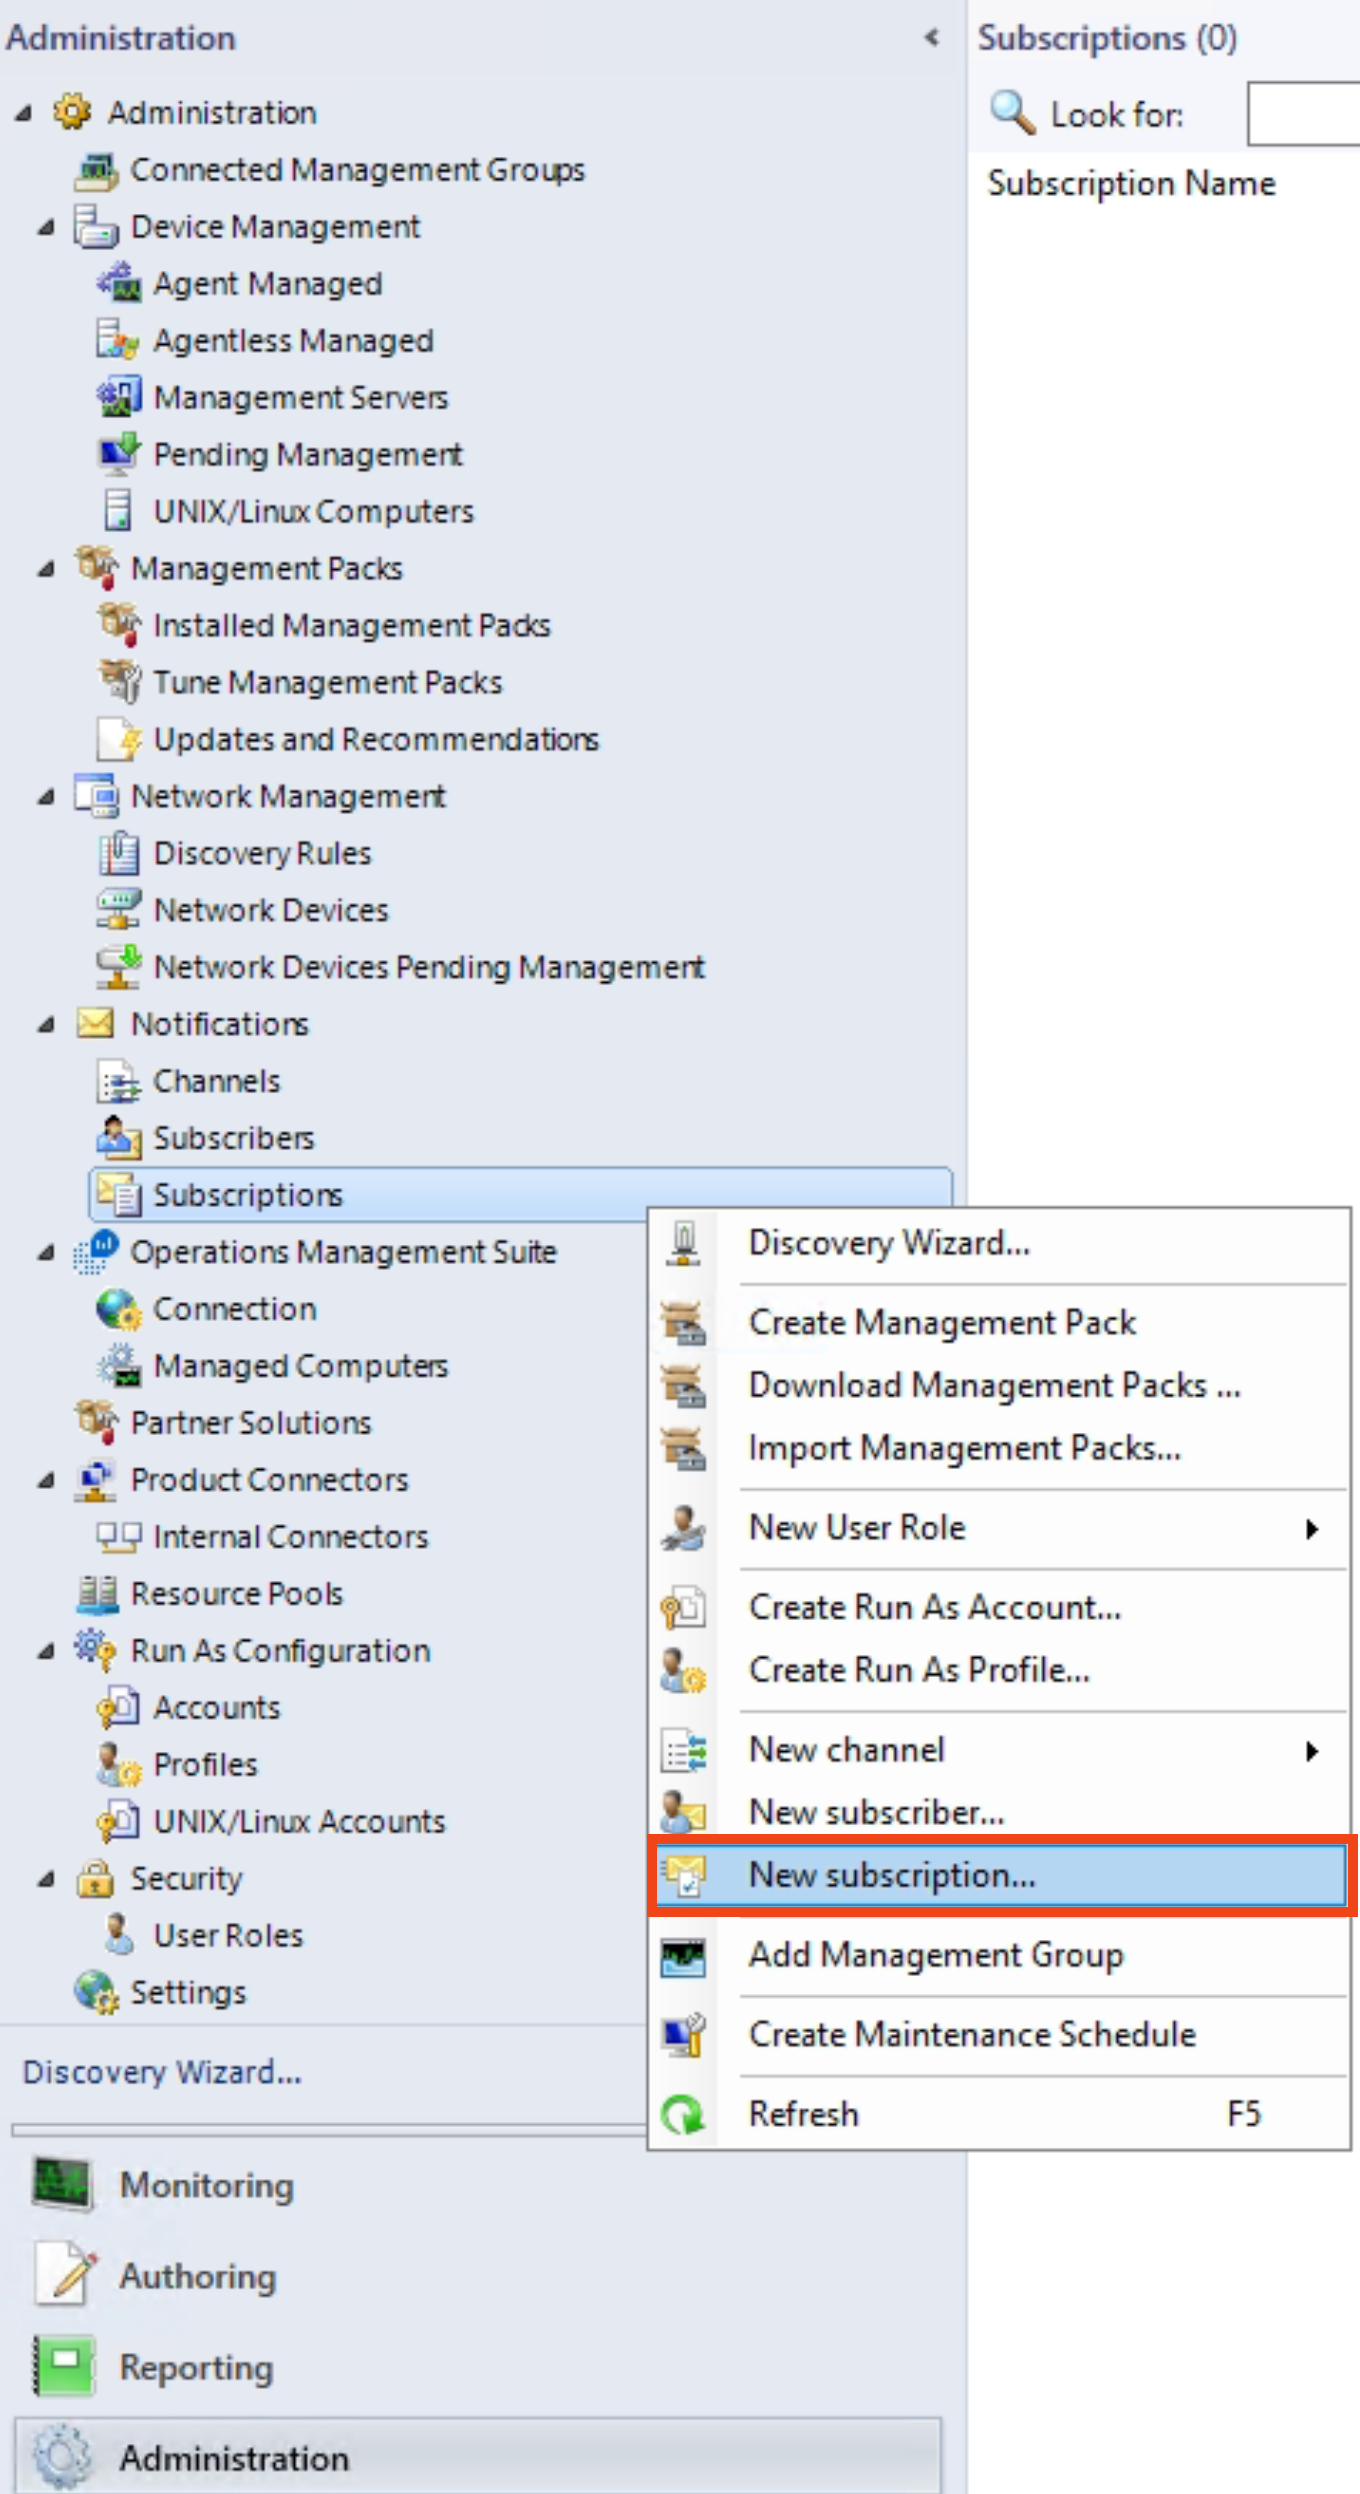 Administration
Administration
Connected Management Groups
Device Management
Agent Managed
Agentless Managed
Management Servers
Pending Management
UNIX/Linux Computers
Management Packs
Installed Management Packs
Tune Management Packs
Updates and Recommendations
Network Management
Discovery Rules
Network Devices
Network Devices Pending Management
Notifications
Channels
Subscribers
Subscriptions
Operations Management Suite
Connection
Managed Computers
Partner Solutions
Product Connectors
Internal Connectors
Resource Pools
Run As Configuration
Accounts
Profiles
UNIX/Linux Accounts
Security
User Roles
Settings
Discovery Wizard...
Monitoring
Authoring
Reporting
Administration
Subscriptions (0)
Look for:
Subscription Name
Discovery Wizard...
Create Management Pack
Download Management Packs ...
Import Management Packs...
New User Role
Create Run As Account...
Create Run As Profile...
New channel
New subscriber...
New subscription...
Add Management Group
Create Maintenance Schedule
Refresh F5